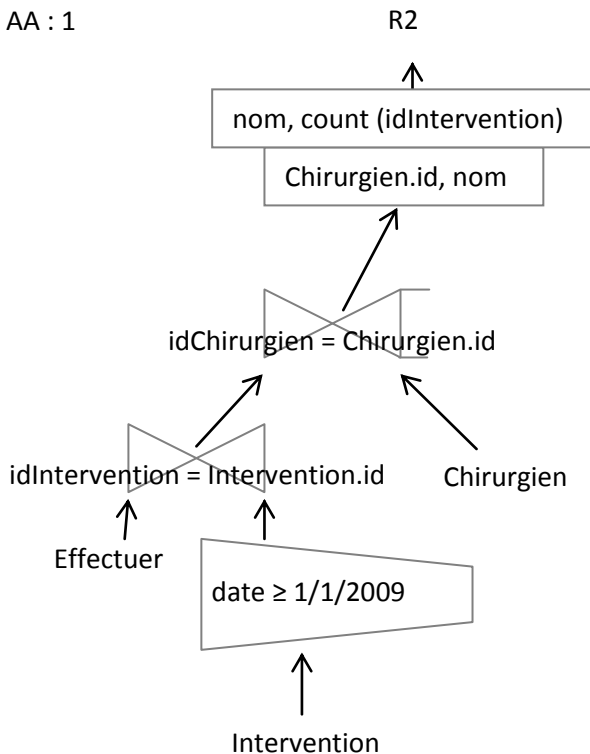 AA : 1
R2
nom, count (idIntervention)
Chirurgien.id, nom
idChirurgien = Chirurgien.id
idIntervention = Intervention.id
Chirurgien
Effectuer
date ≥ 1/1/2009
Intervention